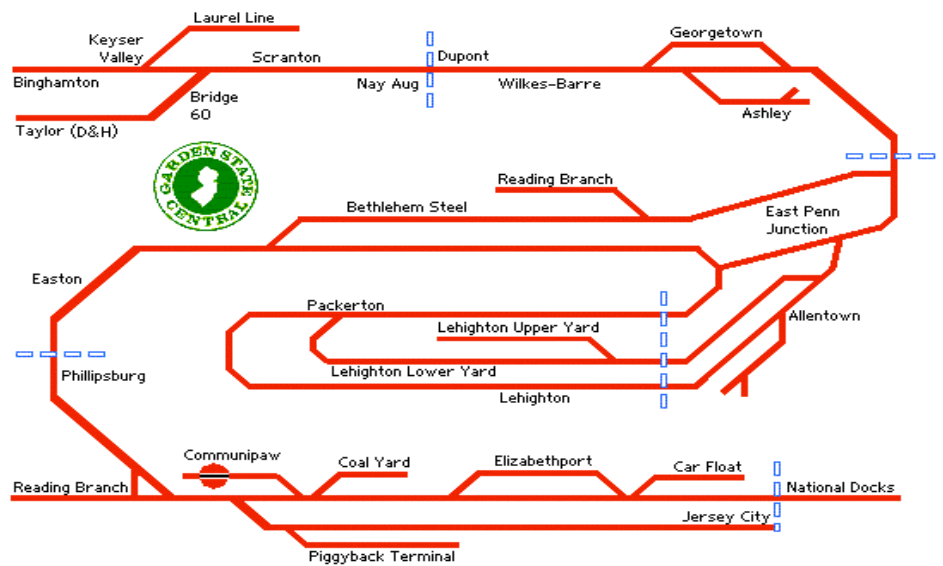 Laurel Line
Keyser
Valley
Scranton
Dupont
Georgetown
Binghamton
Nay Aug
Wilkes-Barre
Bridge
60
Ashley
Taylor (D&H)
GARDEN STATE
CENTRAL
Reading Branch
Bethlehem Steel
East Penn
Junction
Easton
Packerton
Allentown
Lehighton Upper Yard
Phillipsburg
Lehighton Lower Yard
Lehighton
Communipaw
Coal Yard
Elizabethport
Car Float
Reading Branch
National Docks
Jersey City
Piggyback Terminal